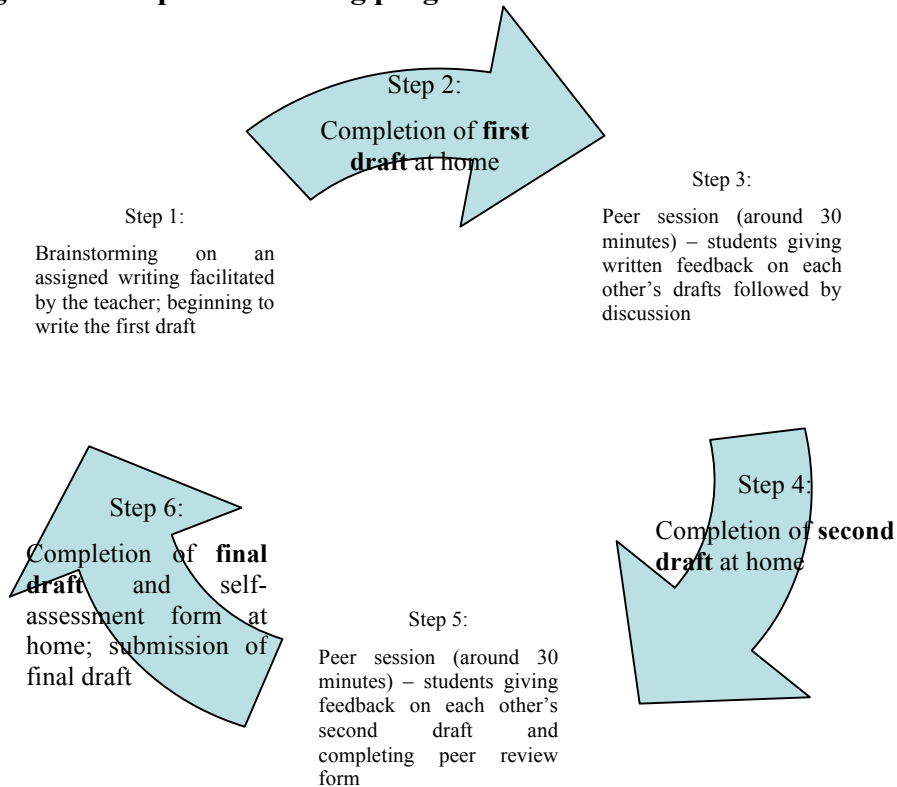 Step 1:
Brainstorming on an
assigned writing facilitated
by the teacher; beginning to
write the first draft
Step 2:
Completion of first
draft at home
Step 3:
Peer session (around 30
minutes) – students giving
written feedback on each
other's drafts followed by
discussion
Step 4:
Completion of second
draft at home
Step 5:
Peer session (around 30
minutes) – students giving
feedback on each other's
second draft and
completing peer review
form
Step 6:
Completion of final
draft and self-
assessment form at
home; submission of
final draft